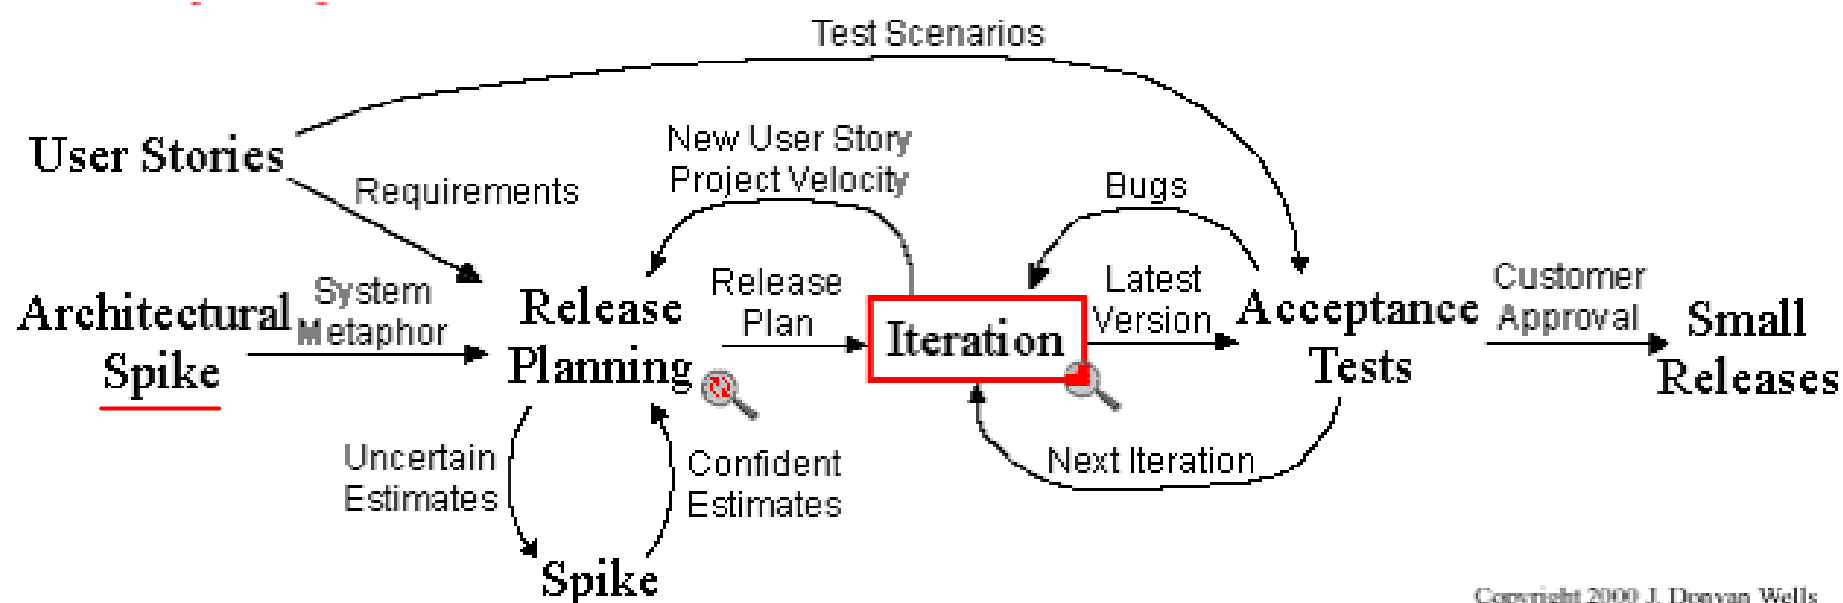 Test Scenarios
User Stories
Requirements
New User Story
Project Velocity
Bugs
Architectural
Spike
System
Metaphor
Release
Planning
Release
Plan
Iteration
Latest
Version
Acceptance
Tests
Customer
Approval
Small
Releases
Uncertain
Estimates
Confident
Estimates
Next Iteration
Spike
Copyright 2000 J. Donvan Wells